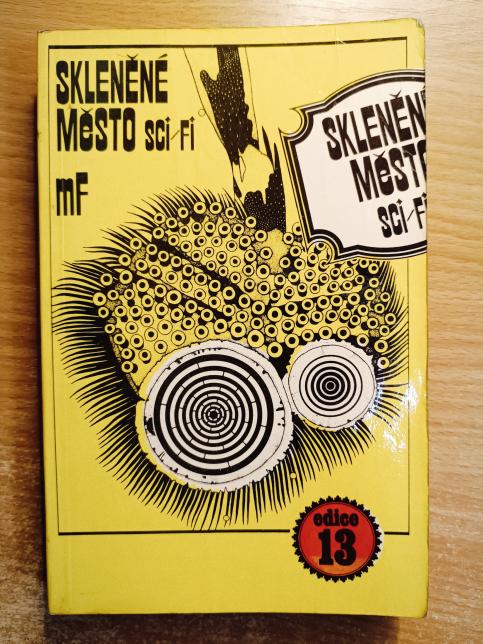 SKLENĚNÉ
MĚSTO SCI/FI
mF
SKLENĚNÉ
MĚSTO
SCI/FI
edice
13